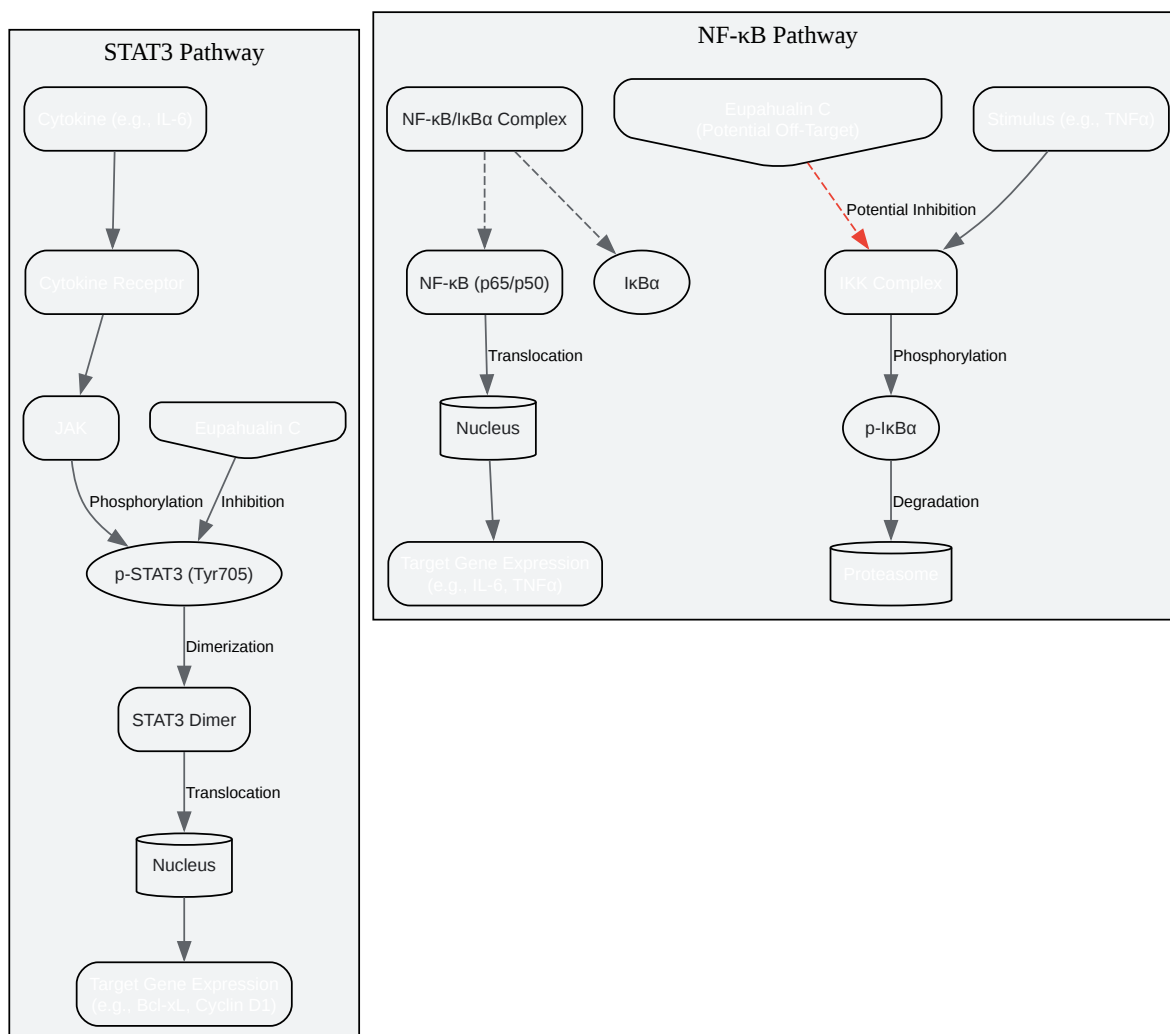 STAT3 Pathway
Cytokine (e.g., IL-6)
Cytokine Receptor
JAK
Eupahualin C
Phosphorylation
Inhibition
p-STAT3 (Tyr705)
Dimerization
STAT3 Dimer
Translocation
Nucleus
Target Gene Expression
(e.g., Bcl-xL, Cyclin D1)
NF-κB Pathway
NF-κB/IκBα Complex
Eupahualin C
(Potential Off-Target)
Stimulus (e.g., TNFα)
Potential Inhibition
NF-κB (p65/p50)
IκBα
IKK Complex
Translocation
Phosphorylation
Nucleus
p-IκBα
Degradation
Target Gene Expression
(e.g., IL-6, TNFα)
Proteasome